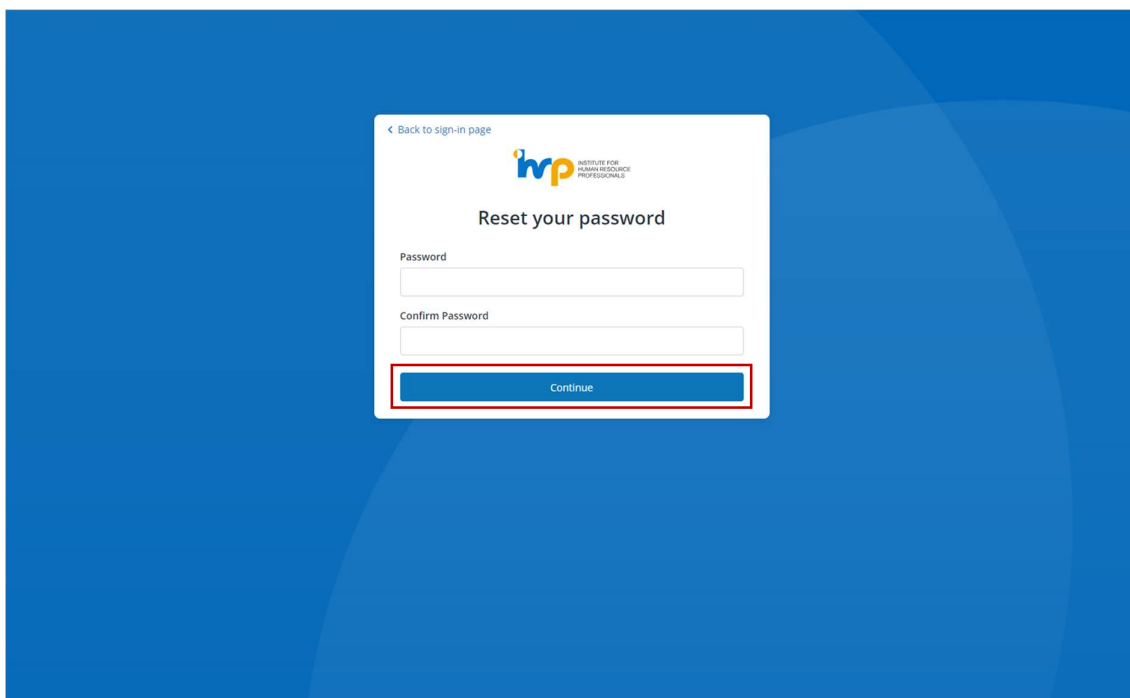 Back to sign-in page
ihrp
INSTITUTE FOR
HUMAN RESOURCE
PROFESSIONALS
Reset your password
Password
Confirm Password
Continue